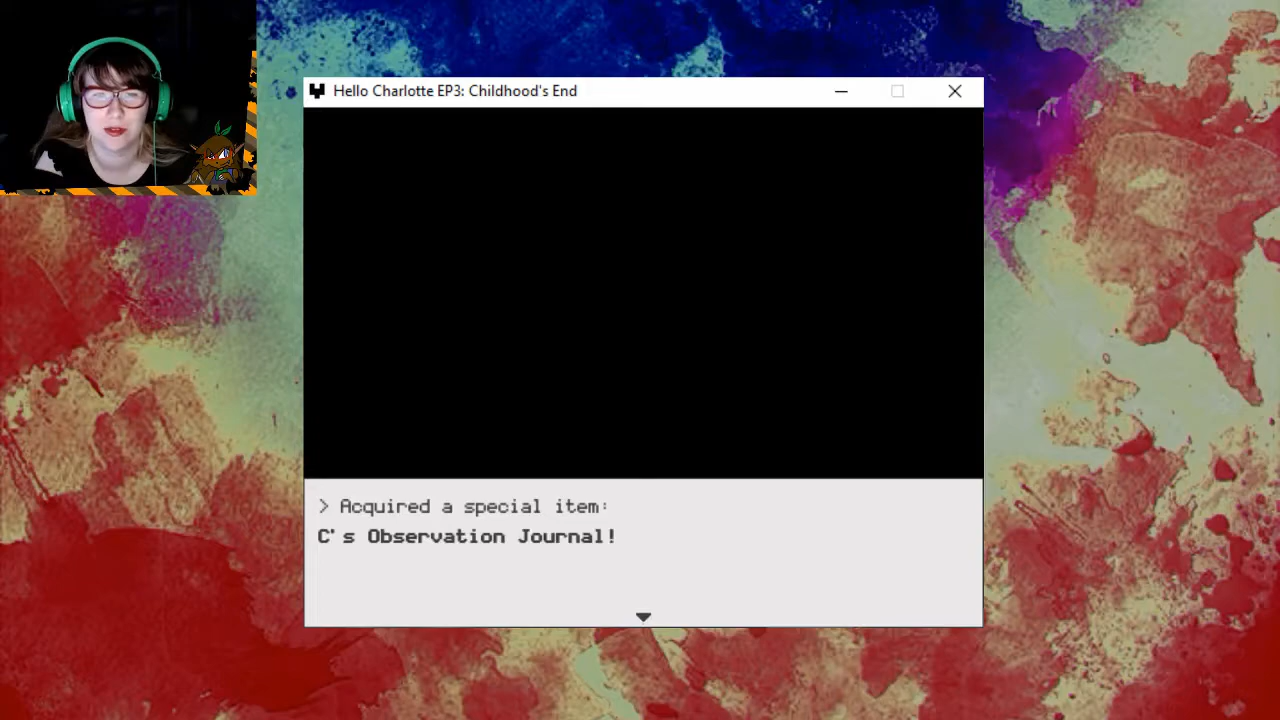 Hello Charlotte EP3: Childhood's End
> Acquired a special item:
C's Observation Journal!